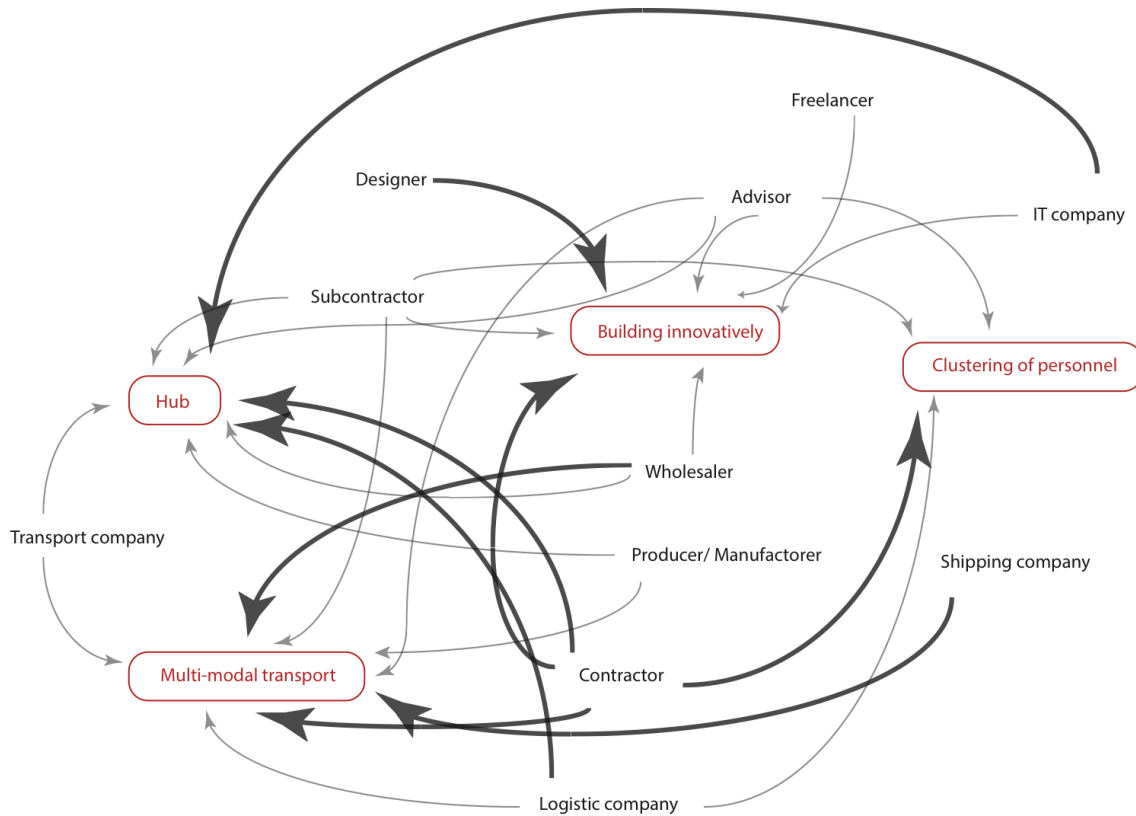 Freelancer
Designer
Advisor
IT company
Subcontractor
Building innovatively
Clustering of personnel
Hub
Wholesaler
Transport company
Producer/ Manufactorer
Shipping company
Multi-modal transport
Contractor
Logistic company